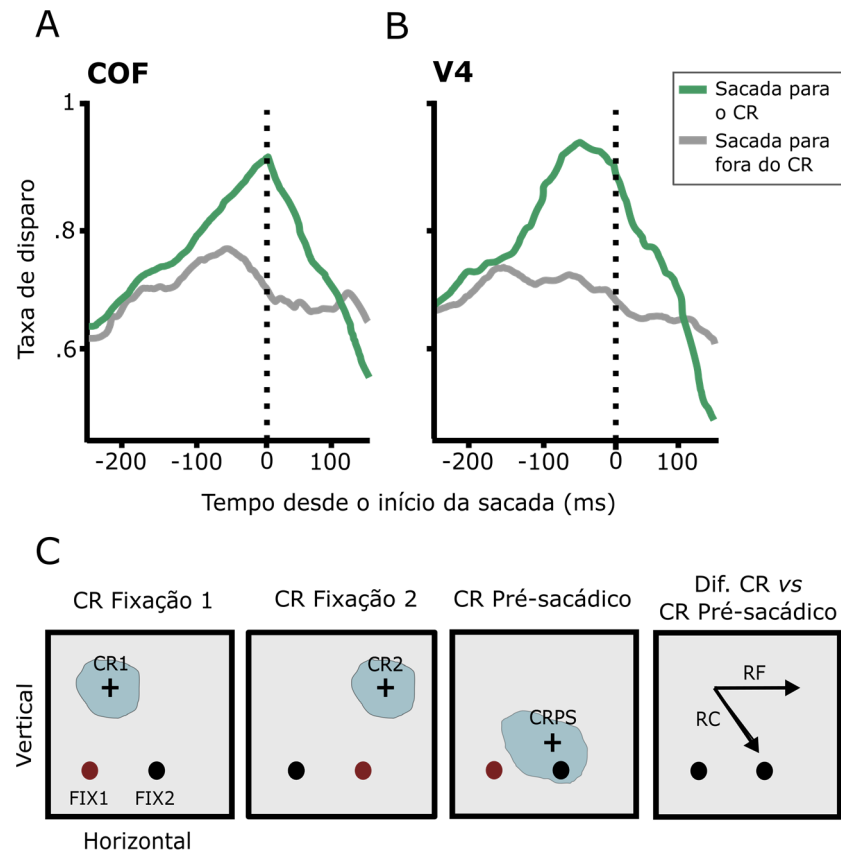 A
B
COF
V4
Sacada para
o CR
Sacada para
fora do CR
1
.8
.6
Taxa de disparo
-200 -100 0 100
-200 -100 0 100
Tempo desde o início da sacada (ms)
C
CR Fixação 1
CR Fixação 2
CR Pré-sacádico
Dif. CR vs
CR Pré-sacádico
Vertical
CR1
+
FIX1
FIX2
CR2
+
CRPS
+
RF
RC
Horizontal